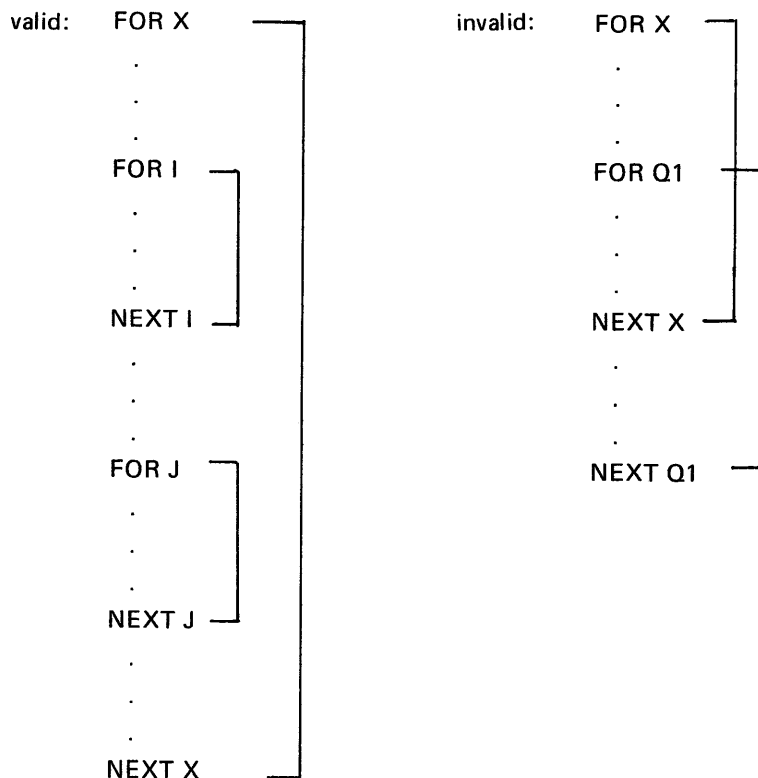 valid:
FOR X
.
.
.
FOR I
.
.
.
NEXT I
.
.
.
FOR J
.
.
.
NEXT J
.
.
.
NEXT X
invalid:
FOR X
.
.
.
FOR Q1
.
.
.
NEXT X
.
.
.
NEXT Q1